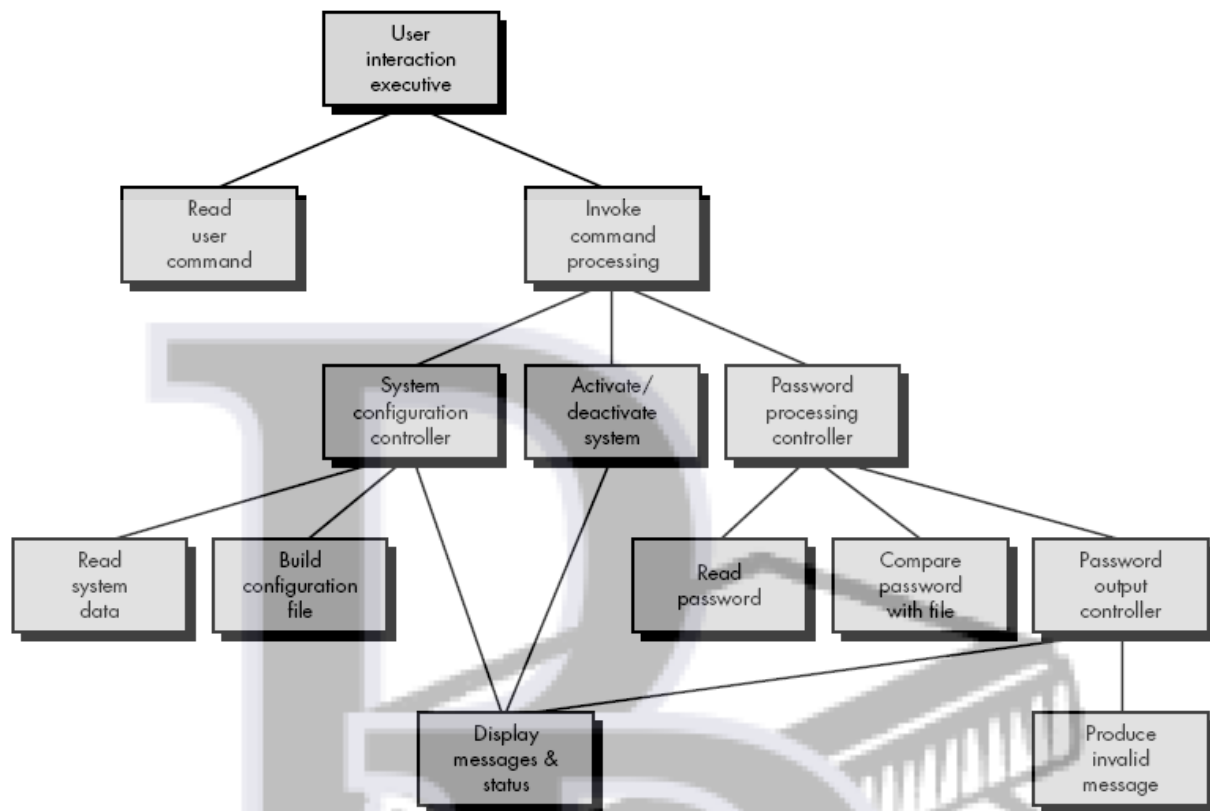 User
interaction
executive
Read
user
command
Invoke
command
processing
System
configuration
controller
Activate/
deactivate
system
Password
processing
controller
Read
system
data
Build
configuration
file
Read
password
Compare
password
with file
Password
output
controller
Display
messages &
status
Produce
invalid
message